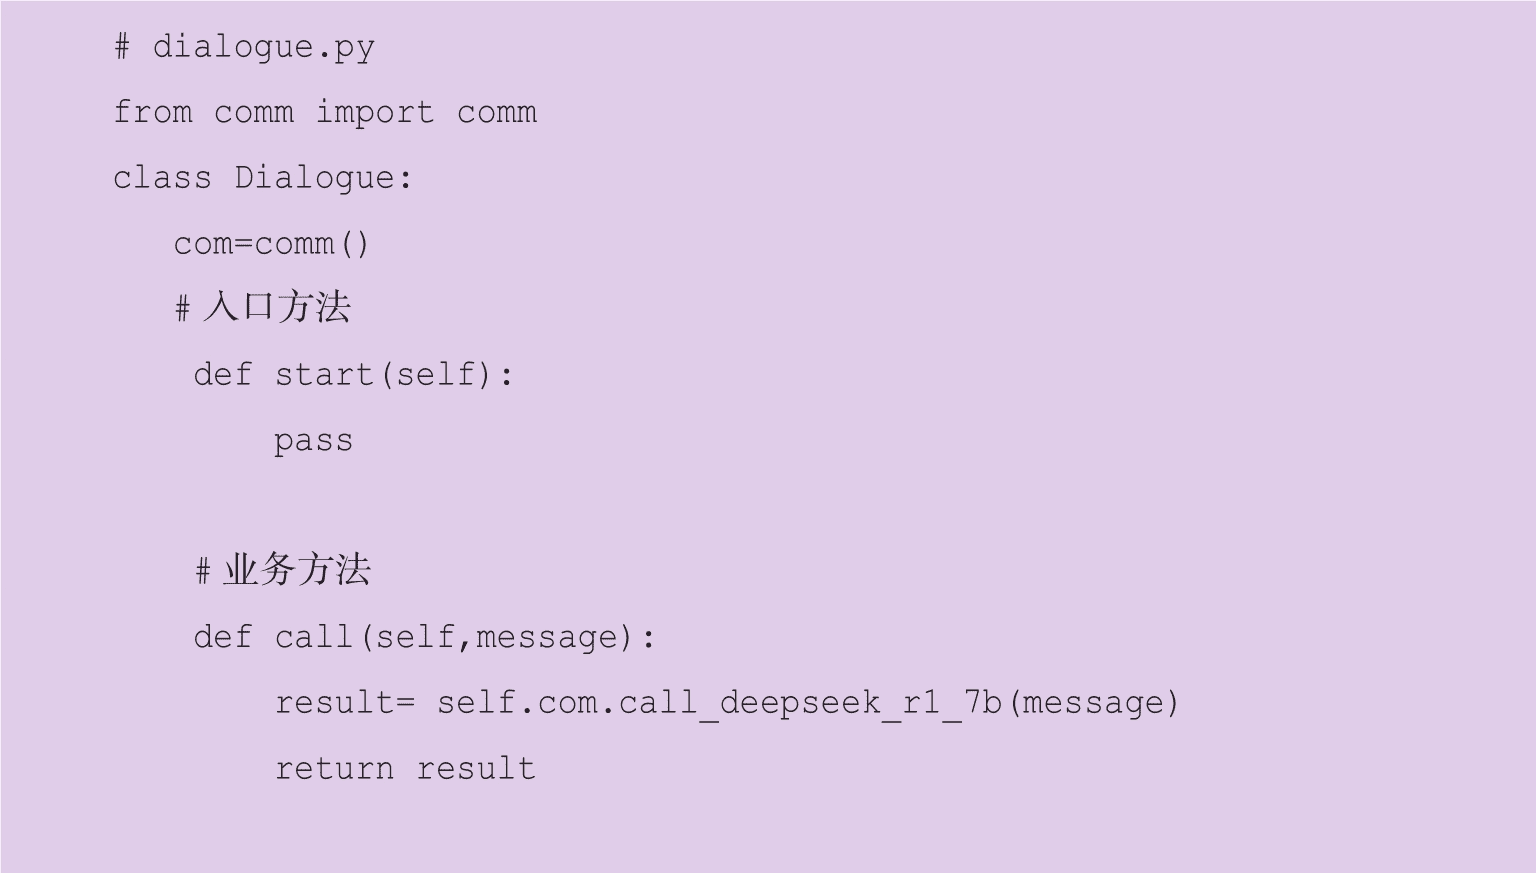 # dialogue.py
from comm import comm
class Dialogue:
   com=comm()
   # 入口方法
    def start(self):
        pass

    # 业务方法
    def call(self,message):
        result= self.com.call_deepseek_r1_7b(message)
        return result